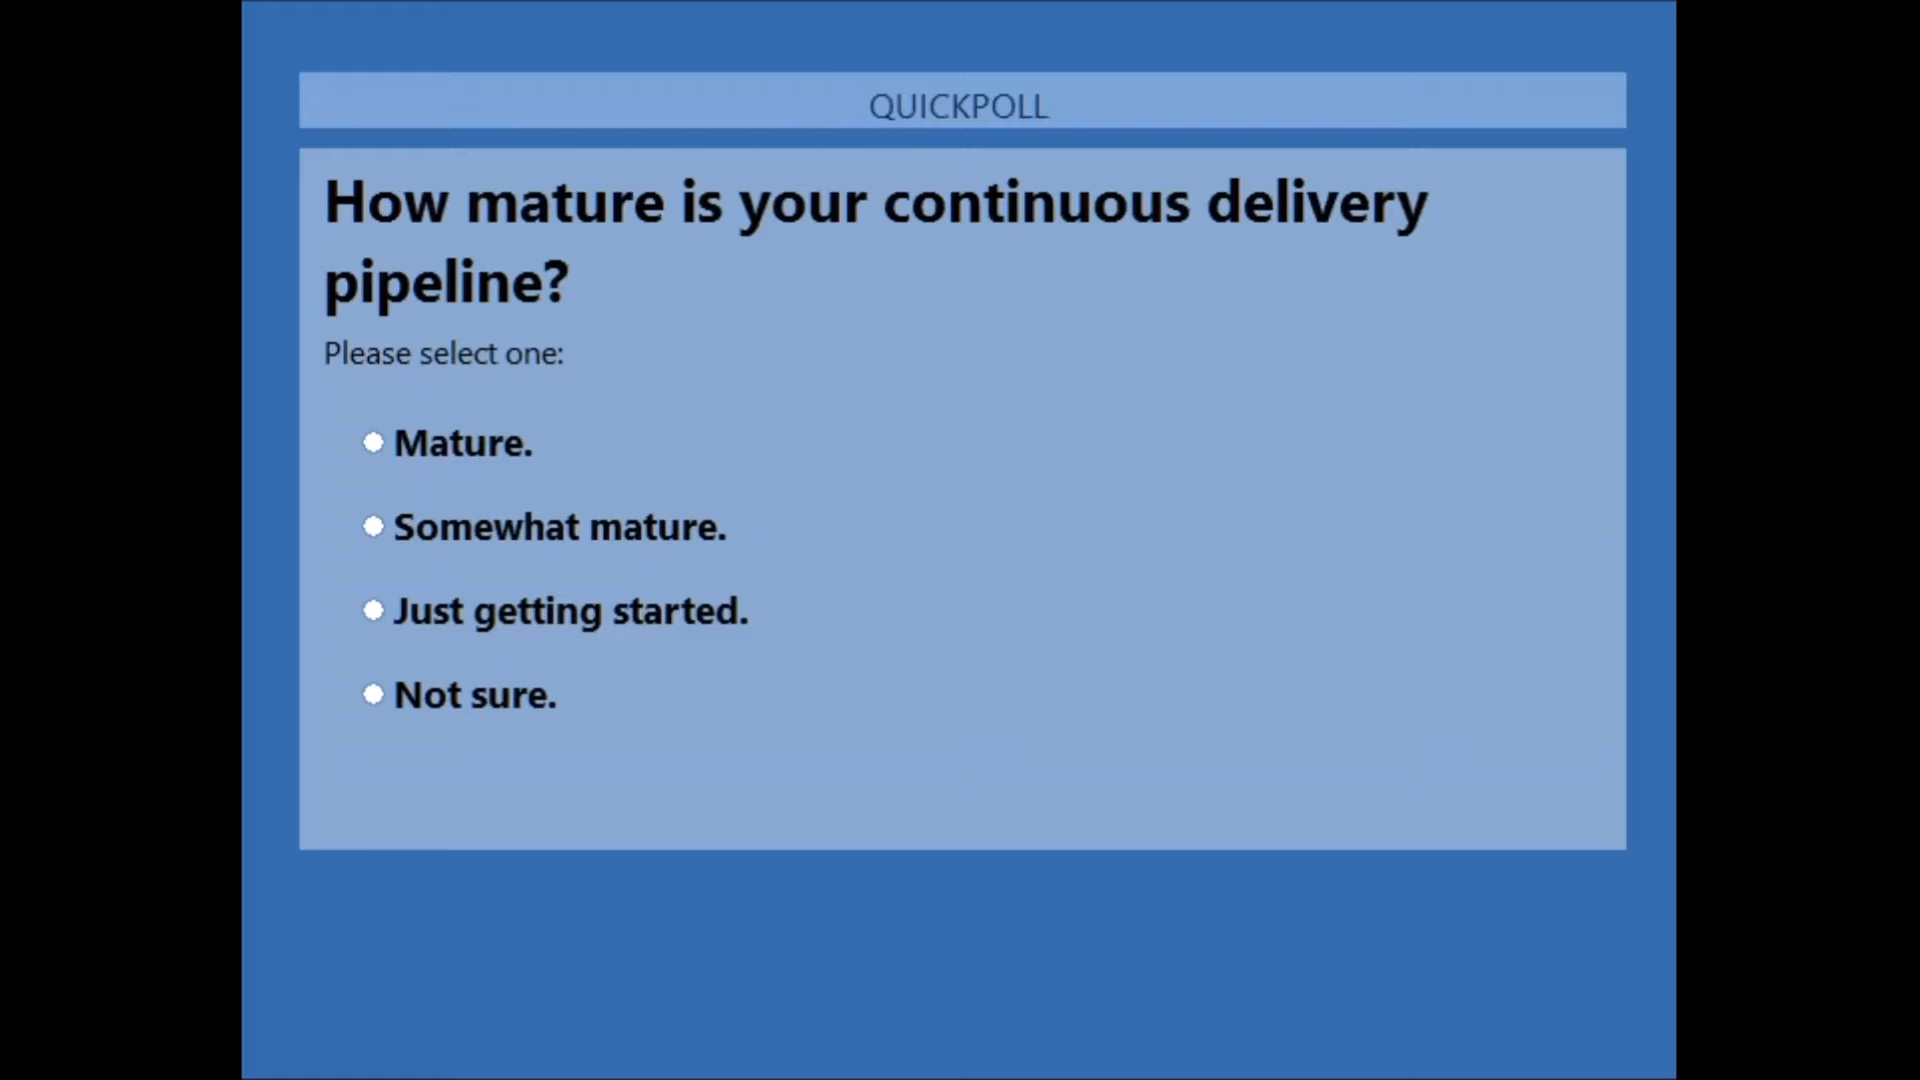 QUICKPOLL
How mature is your continuous delivery
pipeline?
Please select one:
Mature.
Somewhat mature.
Just getting started.
Not sure.